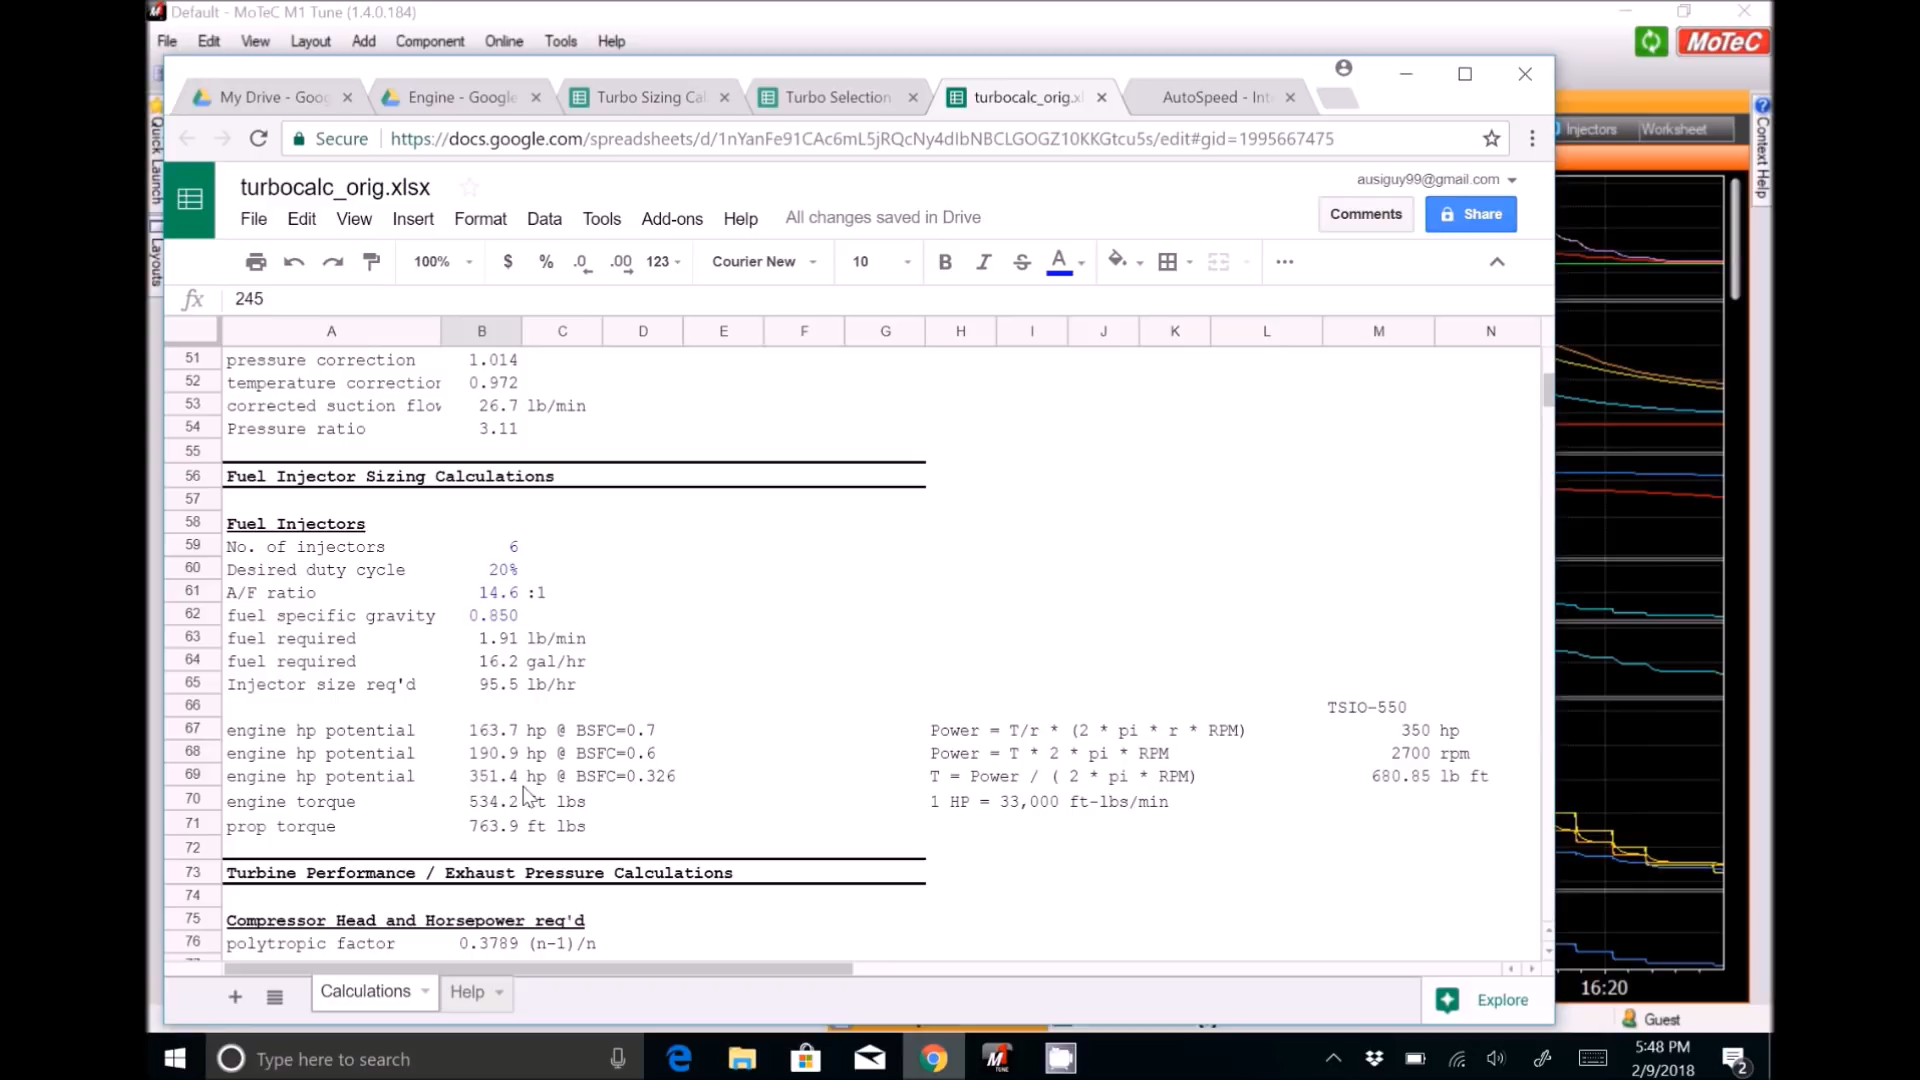 Default - MoTeC M1 Tune (1.4.0.184)
File Edit View Layout Add Component Online Tools Help
MoTeC
My Drive - Goog
Engine - Google
Turbo Sizing Cal
Turbo Selection
turbocalc_orig.xl
AutoSpeed - Int
Secure https://docs.google.com/spreadsheets/d/1nYanFe91CAc6mL5jRQcNy4dIbNBCLGOGZ10KKGtcu5s/edit#gid=1995667475
Injectors Worksheet
Quick Launch
Layouts
Context Help
turbocalc_orig.xlsx
ausiguy99@gmail.com
File Edit View Insert Format Data Tools Add-ons Help All changes saved in Drive
Comments Share
100% $ % .0 .00 123 Courier New 10 B I S A ...
fx 245
A B C D E F G H I J K L M N
51 pressure correction 1.014
52 temperature correction 0.972
53 corrected suction flow 26.7 lb/min
54 Pressure ratio 3.11
55
56 Fuel Injector Sizing Calculations
57
58 Fuel Injectors
59 No. of injectors 6
60 Desired duty cycle 20%
61 A/F ratio 14.6 :1
62 fuel specific gravity 0.850
63 fuel required 1.91 lb/min
64 fuel required 16.2 gal/hr
65 Injector size req'd 95.5 lb/hr
66 TSIO-550
67 engine hp potential 163.7 hp @ BSFC=0.7 Power = T/r * (2 * pi * r * RPM) 350 hp
68 engine hp potential 190.9 hp @ BSFC=0.6 Power = T * 2 * pi * RPM 2700 rpm
69 engine hp potential 351.4 hp @ BSFC=0.326 T = Power / ( 2 * pi * RPM) 680.85 lb ft
70 engine torque 534.2 ft lbs 1 HP = 33,000 ft-lbs/min
71 prop torque 763.9 ft lbs
72
73 Turbine Performance / Exhaust Pressure Calculations
74
75 Compressor Head and Horsepower req'd
76 polytropic factor 0.3789 (n-1)/n
Calculations Help
Explore
16:20
Guest
Type here to search
5:48 PM
2/9/2018
2